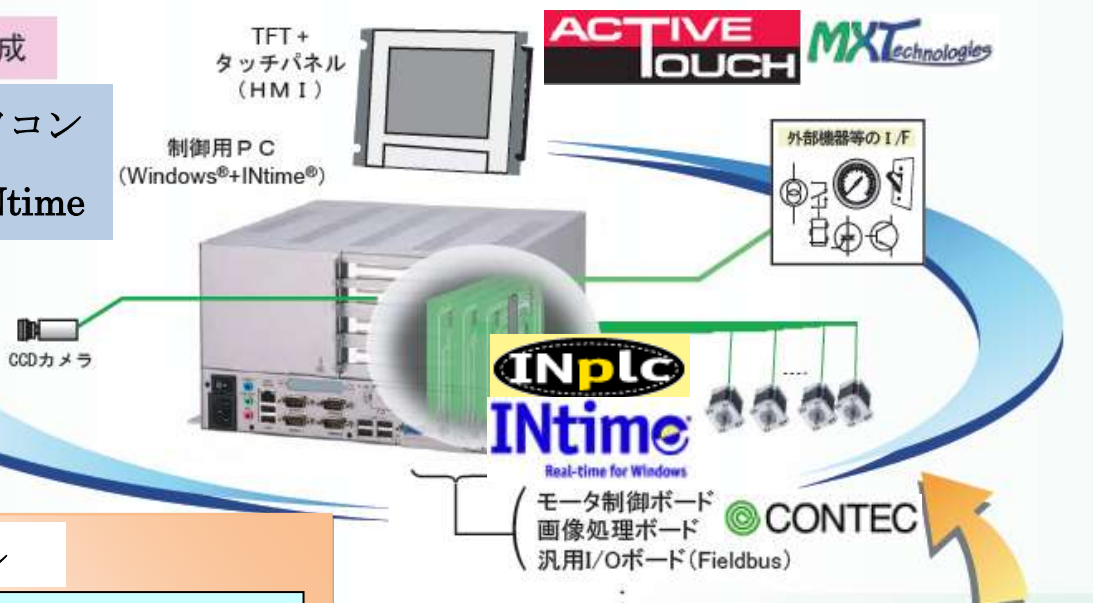 成
TFT +
タッチパネル
(HMI)
ACTIVE
TOUCH
MXTechnologies
コン
制御用PC
(Windows®+INtime®)
Ntime
外部機器等のI/F
CCDカメラ
INplc
INtime
Real-time for Windows
モータ制御ボード
画像処理ボード
汎用I/Oボード(Fieldbus)
CONTEC